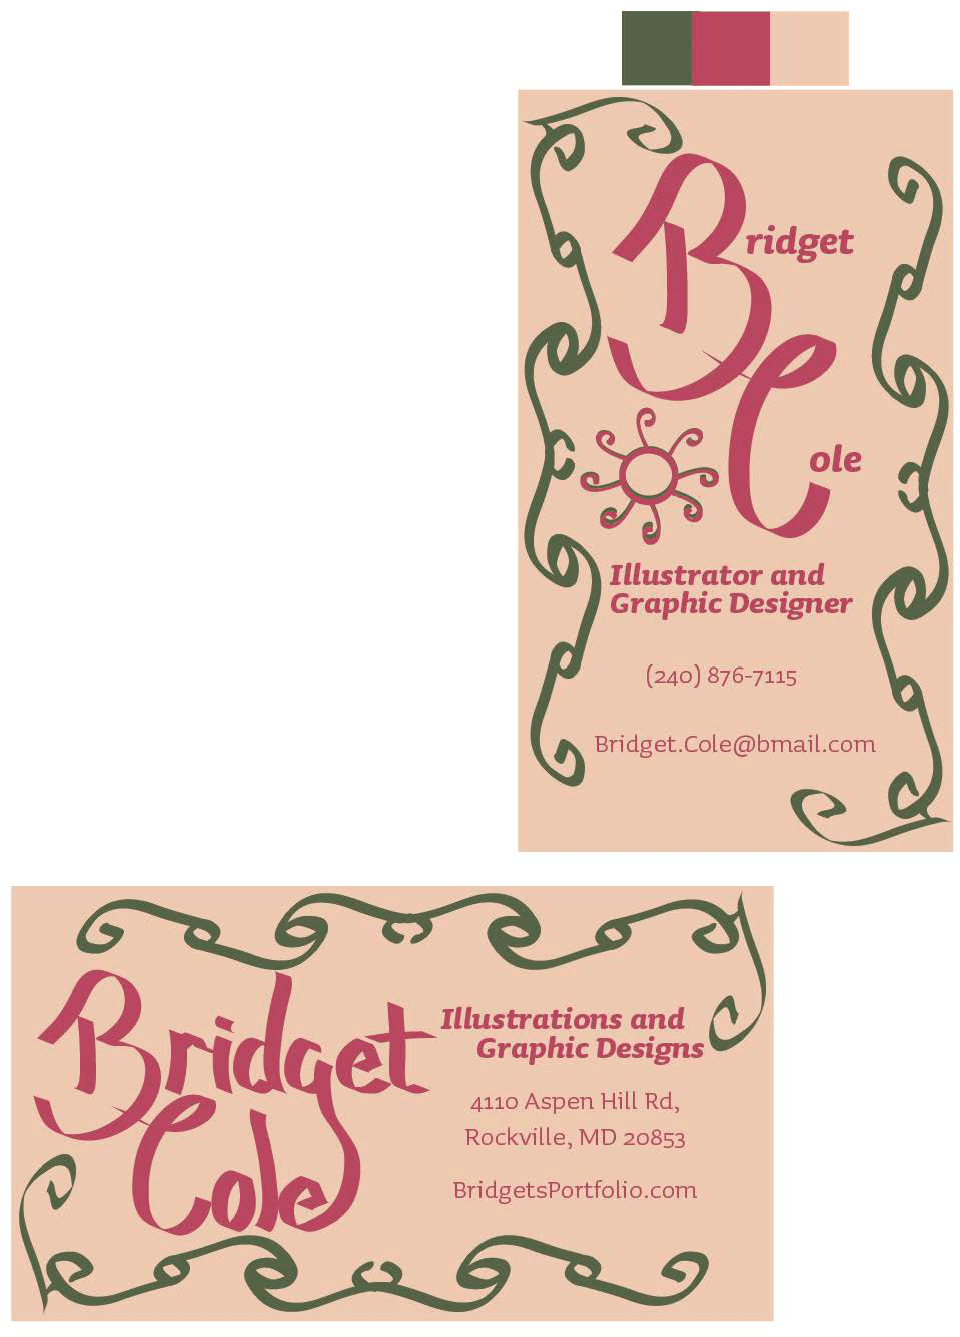 Bridget
Cole
Illustrator and
Graphic Designer
(240) 876-7115
Bridget.Cole@bmail.com
Bridget
Cole
Illustrations and
Graphic Designs
4110 Aspen Hill Rd,
Rockville, MD 20853
BridgetsPortfolio.com